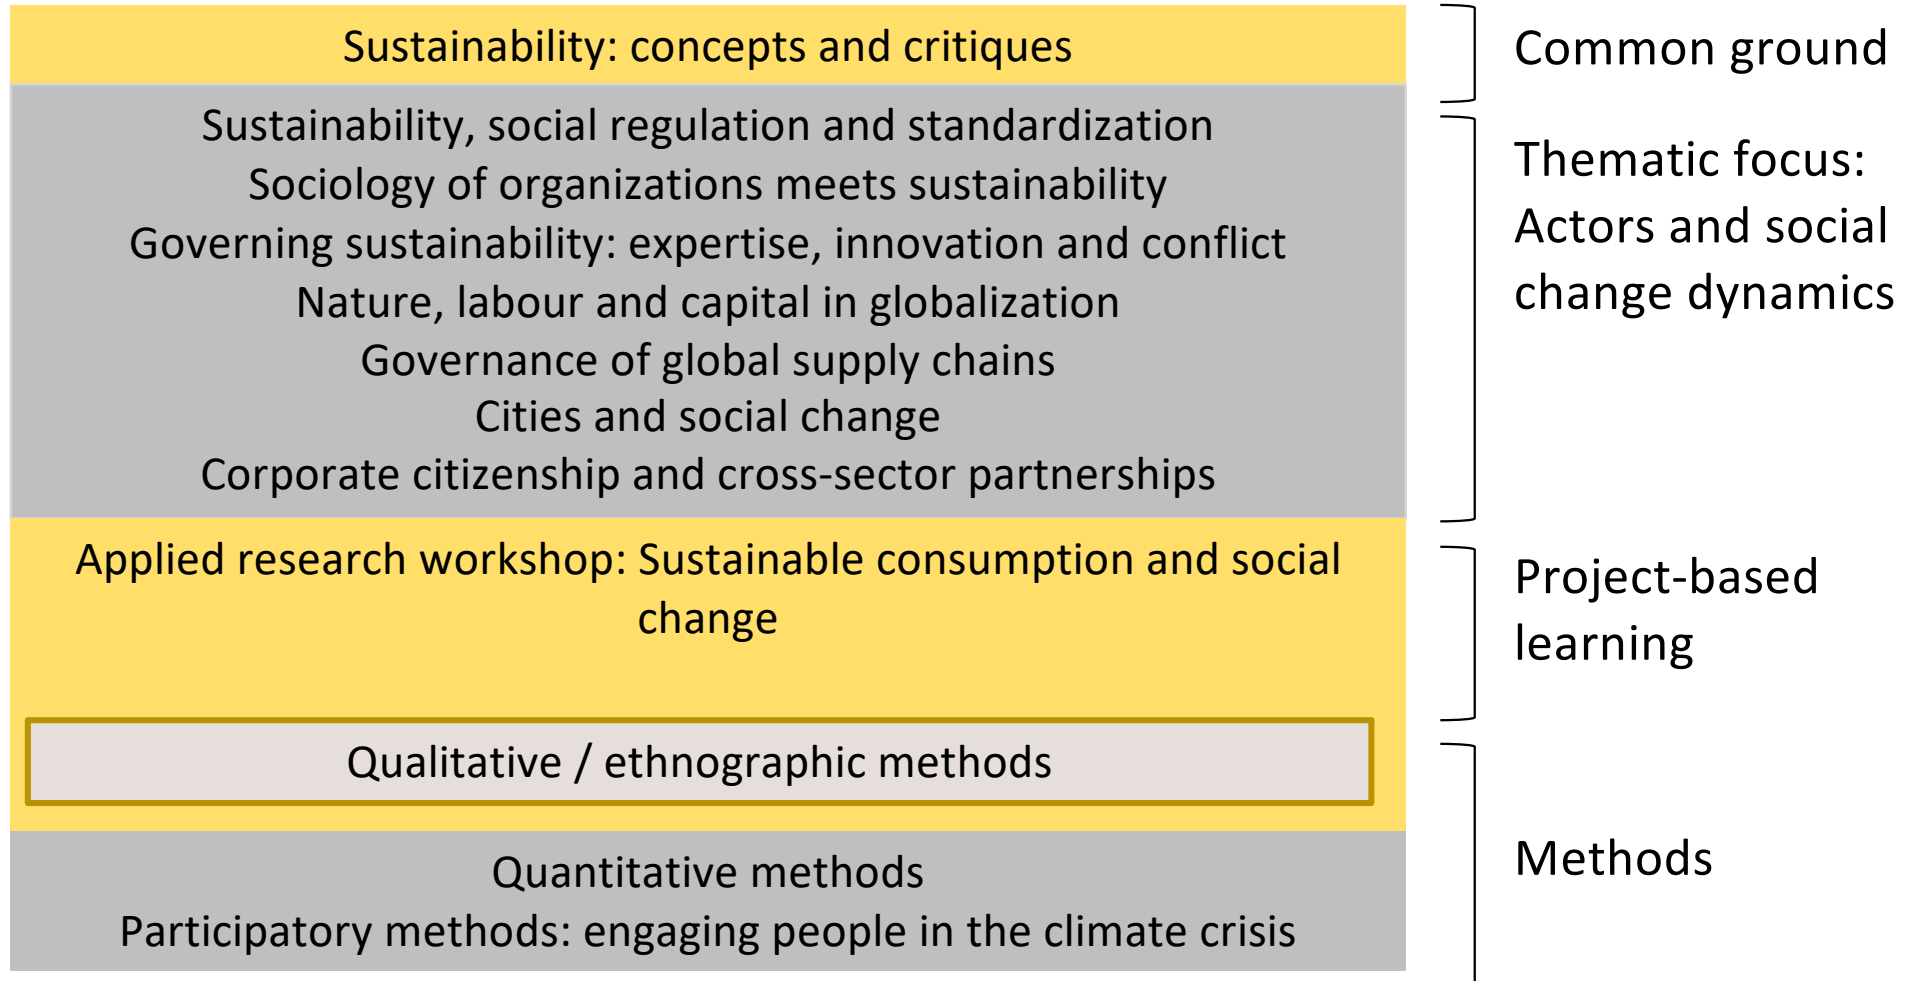 Sustainability: concepts and critiques
Common ground
Sustainability, social regulation and standardization
Sociology of organizations meets sustainability
Governing sustainability: expertise, innovation and conflict
Nature, labour and capital in globalization
Governance of global supply chains
Cities and social change
Corporate citizenship and cross-sector partnerships
Thematic focus:
Actors and social
change dynamics
Applied research workshop: Sustainable consumption and social
change
Project-based
learning
Qualitative / ethnographic methods
Quantitative methods
Participatory methods: engaging people in the climate crisis
Methods